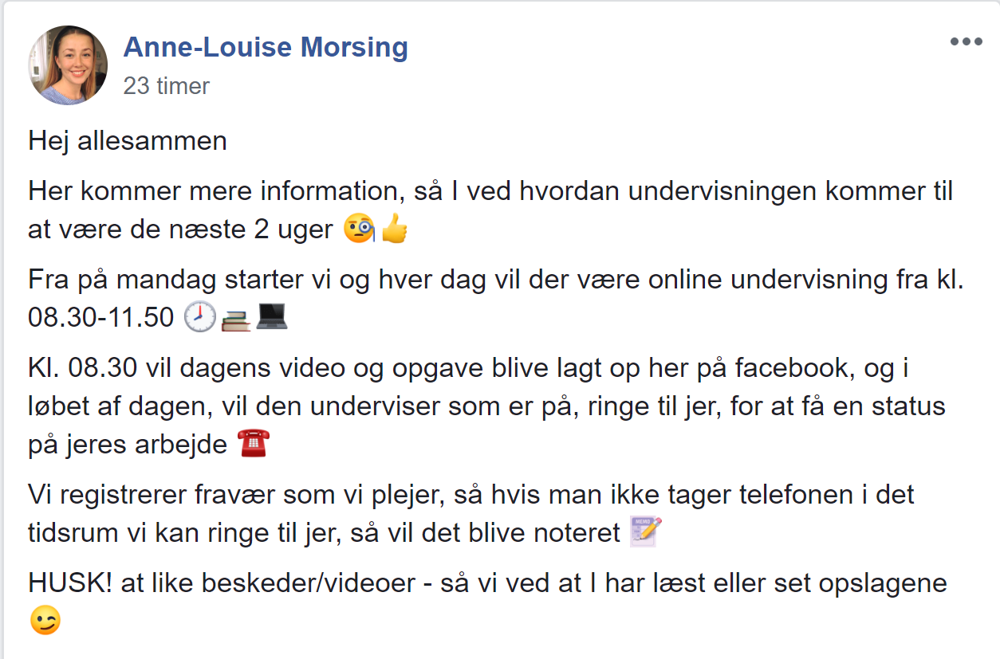 Anne-Louise Morsing
23 timer
Hej allesammen
Her kommer mere information, så I ved hvordan undervisningen kommer til
at være de næste 2 uger 🧐👍
Fra på mandag starter vi og hver dag vil der være online undervisning fra kl.
08.30-11.50 🕗📚💻
Kl. 08.30 vil dagens video og opgave blive lagt op her på facebook, og i
løbet af dagen, vil den underviser som er på, ringe til jer, for at få en status
på jeres arbejde ☎️
Vi registrerer fravær som vi plejer, så hvis man ikke tager telefonen i det
tidsrum vi kan ringe til jer, så vil det blive noteret 📝
HUSK! at like beskeder/videoer - så vi ved at I har læst eller set opslagene
😉